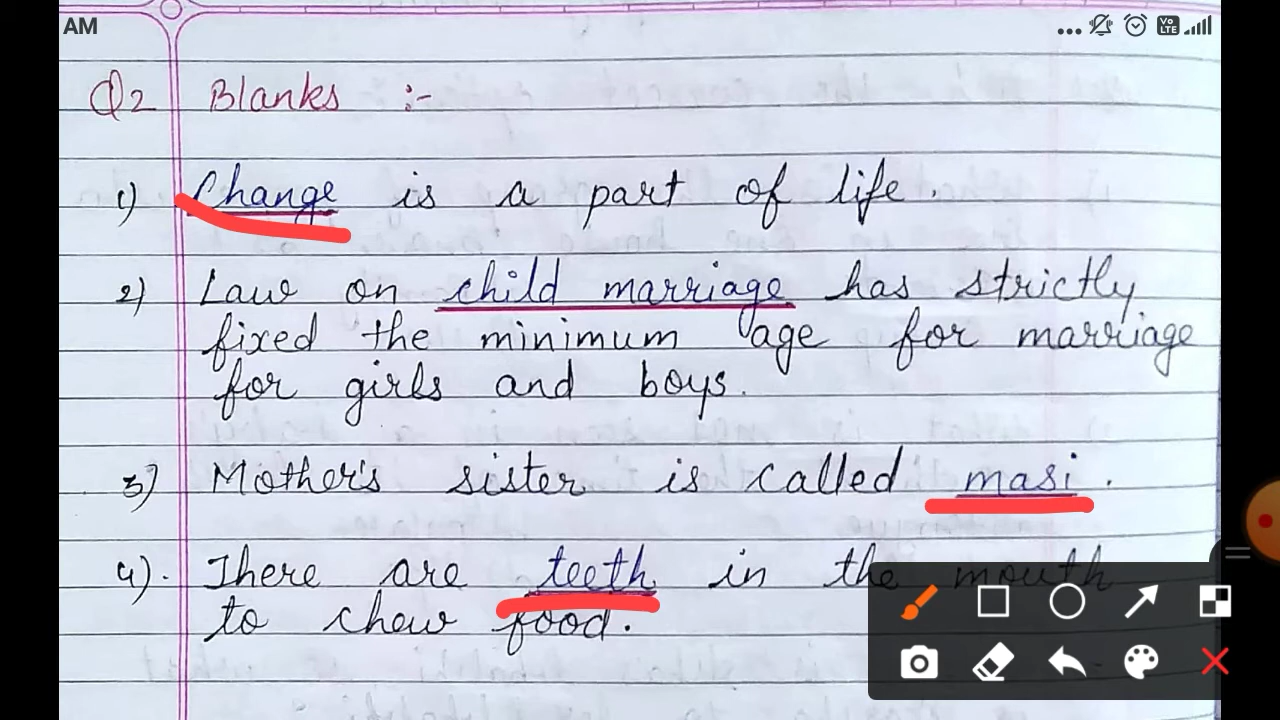 AM
VoLTE
Q2 Blanks :-
1) Change is a part of life.
2) Law on child marriage has strictly
fixed the minimum age for marriage
for girls and boys.
3) Mother's sister is called masi.
4). There are teeth in the mouth
to chew food.